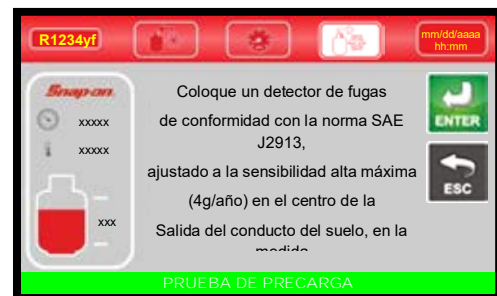 R1234yf
mm/dd/aaaa
hh:mm
Snap-on
xxxxx
xxxxx
xxx
Coloque un detector de fugas
de conformidad con la norma SAE
J2913,
ajustado a la sensibilidad alta máxima
(4g/año) en el centro de la
Salida del conducto del suelo, en la
medida
ENTER
ESC
PRUEBA DE PRECARGA